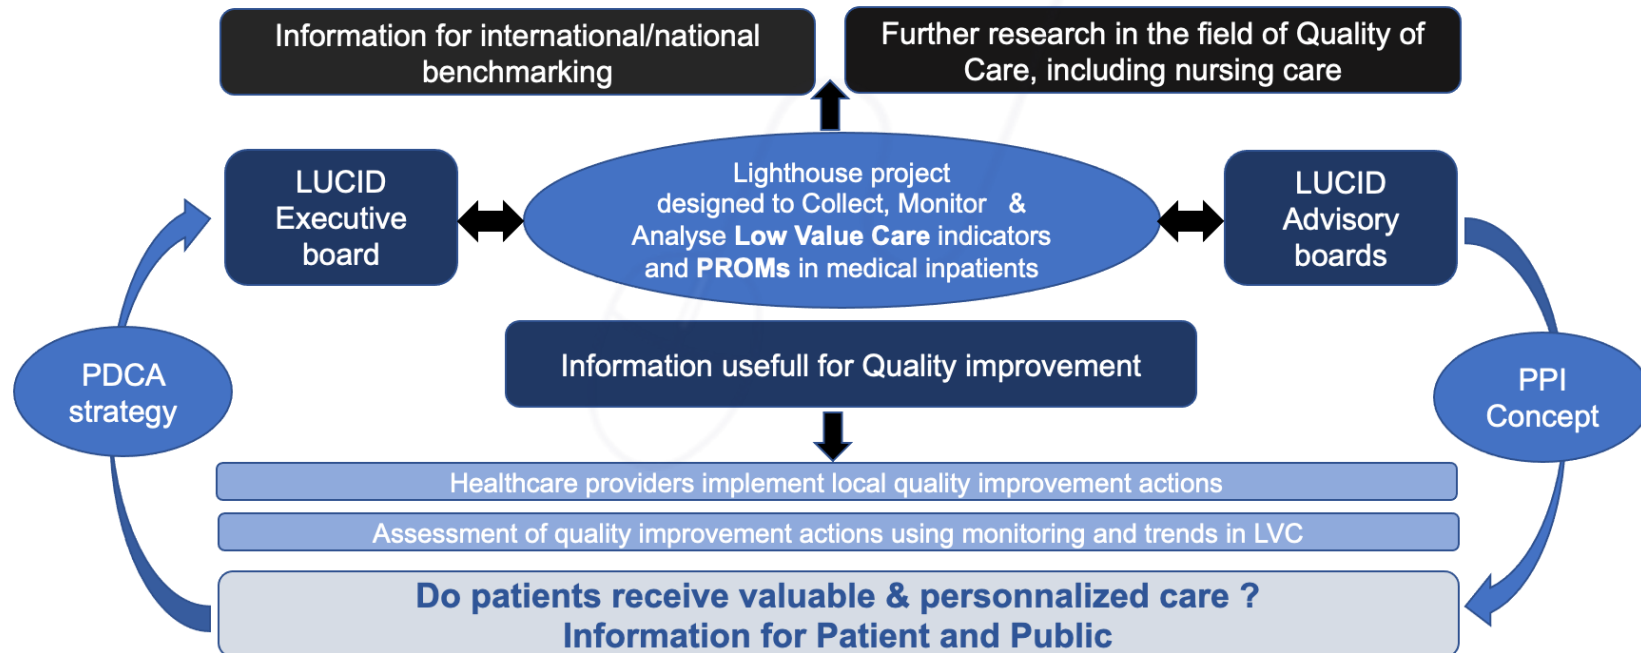 Information for international/national
benchmarking
Further research in the field of Quality of
Care, including nursing care
LUCID
Executive
board
Lighthouse project
designed to Collect, Monitor &
Analyse Low Value Care indicators
and PROMs in medical inpatients
LUCID
Advisory
boards
Information usefull for Quality improvement
PDCA
strategy
PPI
Concept
Healthcare providers implement local quality improvement actions
Assessment of quality improvement actions using monitoring and trends in LVC
Do patients receive valuable & personnalized care ?
Information for Patient and Public